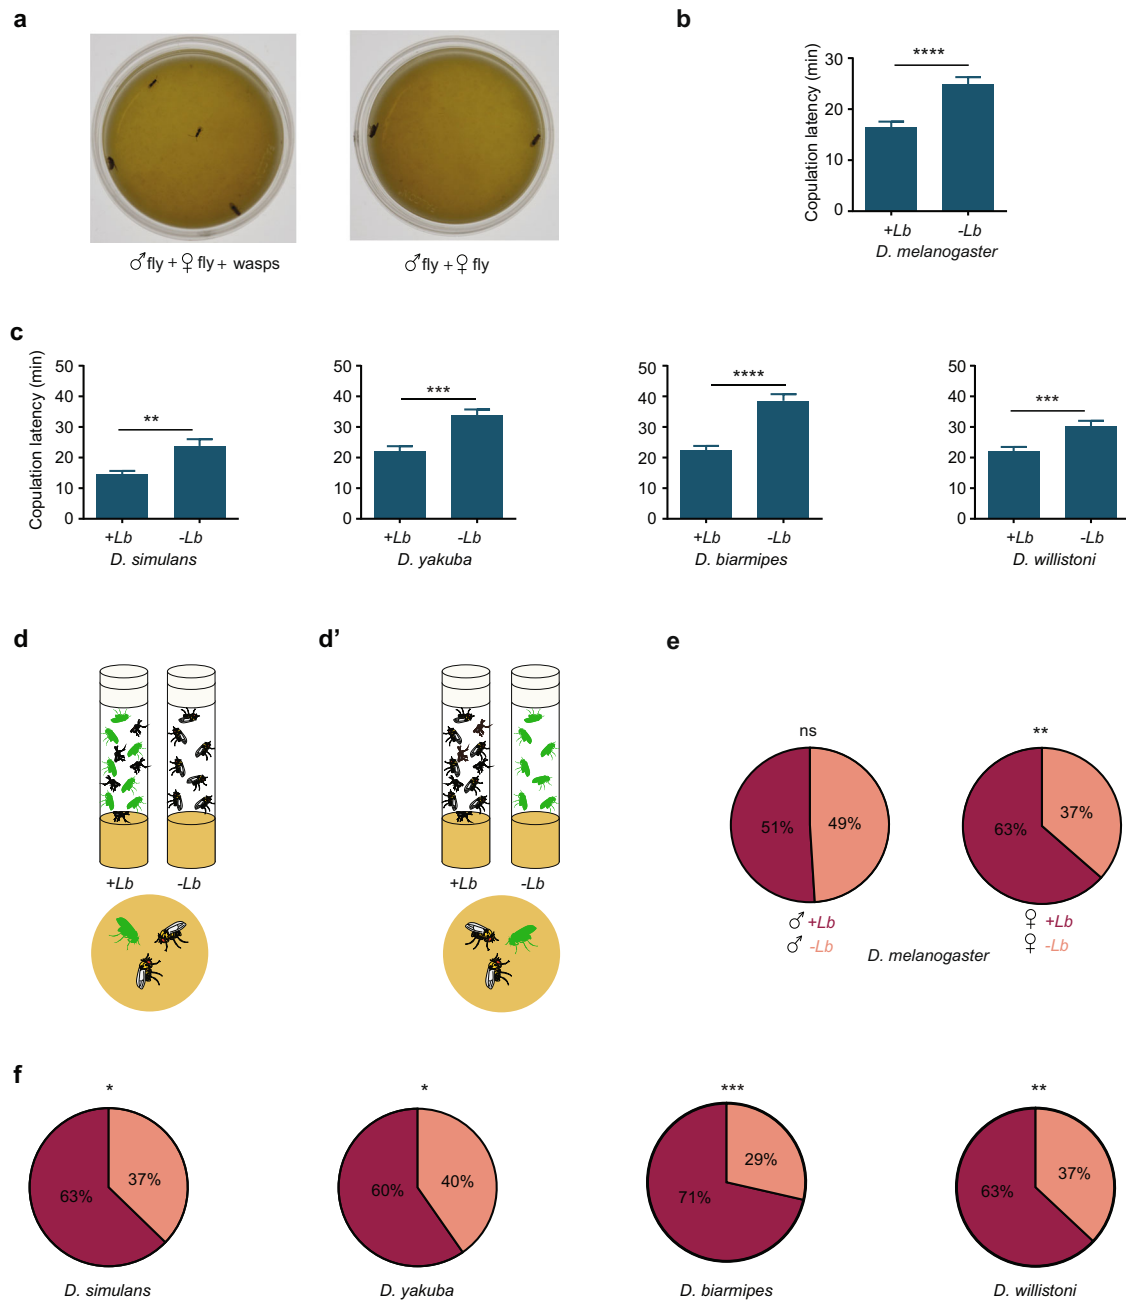 a
♂ fly + ♀ fly + wasps
♂ fly + ♀ fly
b
Copulation latency (min)
30
20
10
0
****
+Lb -Lb
D. melanogaster
c
Copulation latency (min)
50
40
30
20
10
0
**
+Lb -Lb
D. simulans
50
40
30
20
10
0
***
+Lb -Lb
D. yakuba
50
40
30
20
10
0
****
+Lb -Lb
D. biarmipes
50
40
30
20
10
0
***
+Lb -Lb
D. willistoni
d
+Lb -Lb
d'
+Lb -Lb
e
ns
51% 49%
♂ +Lb
♂ -Lb
**
63% 37%
♀ +Lb
♀ -Lb
D. melanogaster
f
*
63% 37%
D. simulans
*
60% 40%
D. yakuba
***
71% 29%
D. biarmipes
**
63% 37%
D. willistoni